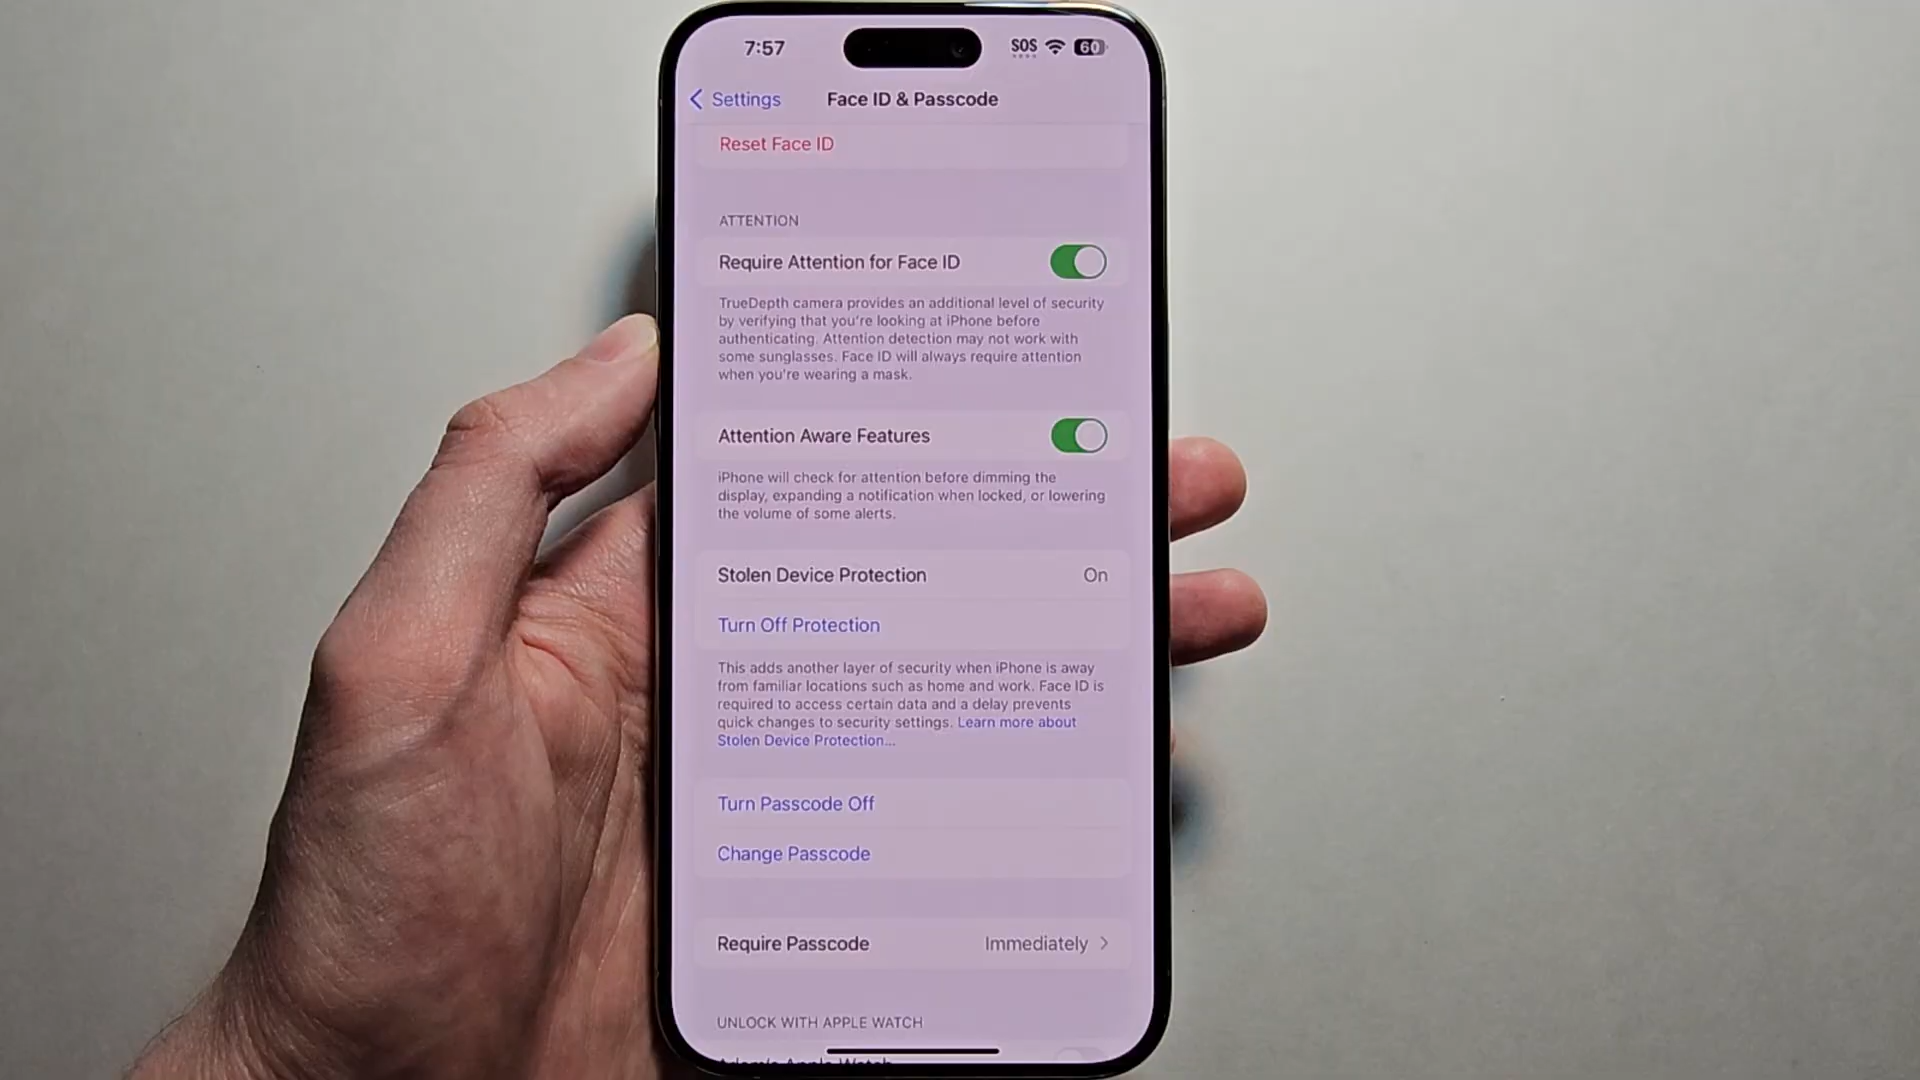 7:57
SOS
60
Settings
Face ID & Passcode
Reset Face ID
ATTENTION
Require Attention for Face ID
TrueDepth camera provides an additional level of security
by verifying that you're looking at iPhone before
authenticating. Attention detection may not work with
some sunglasses. Face ID will always require attention
when you're wearing a mask.
Attention Aware Features
iPhone will check for attention before dimming the
display, expanding a notification when locked, or lowering
the volume of some alerts.
Stolen Device Protection On
Turn Off Protection
This adds another layer of security when iPhone is away
from familiar locations such as home and work. Face ID is
required to access certain data and a delay prevents
quick changes to security settings. Learn more about
Stolen Device Protection...
Turn Passcode Off
Change Passcode
Require Passcode Immediately
UNLOCK WITH APPLE WATCH
Apple Watch